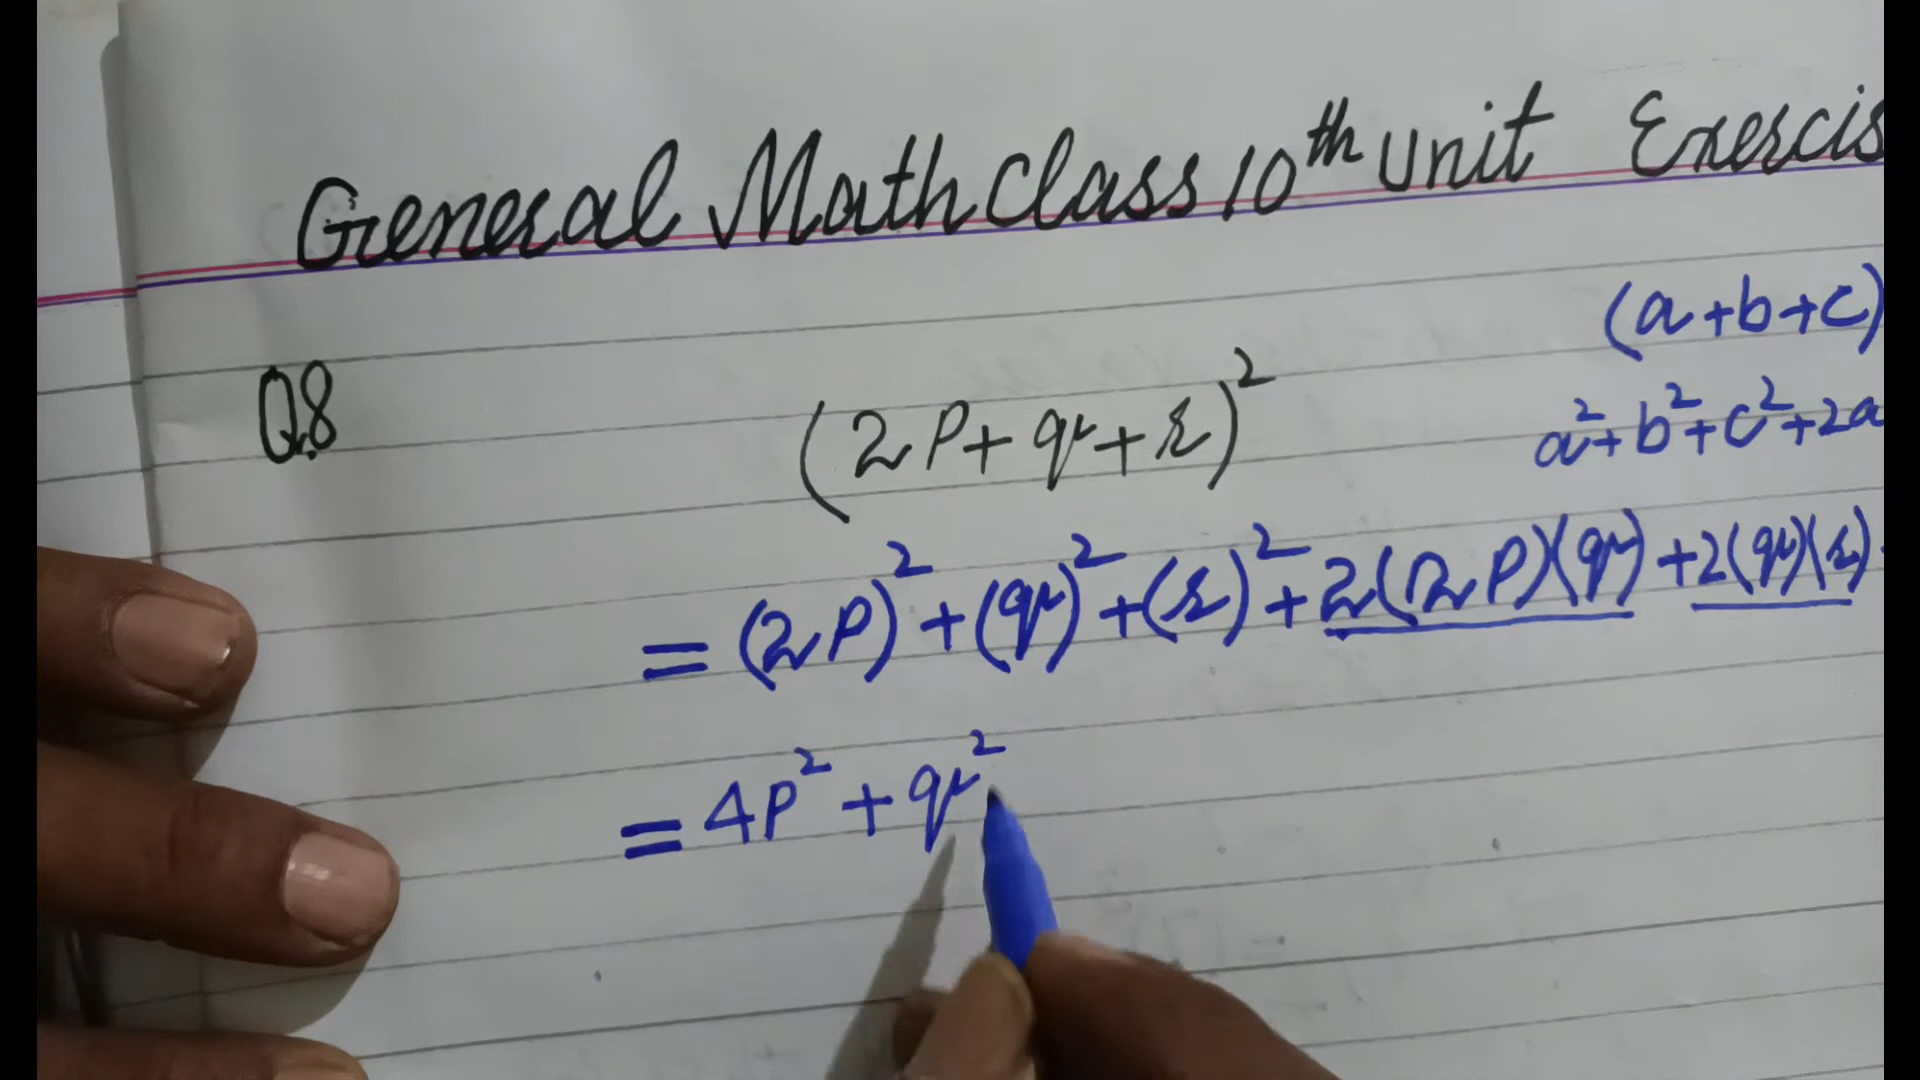 General Math Class 10th Unit Exercis
(a+b+c)
a²+b²+c²+2a
Q.8 (2P+q+r)²
=(2P)²+(q)²+(r)²+2(2P)(q)+2(q)(r)
=4P²+q²